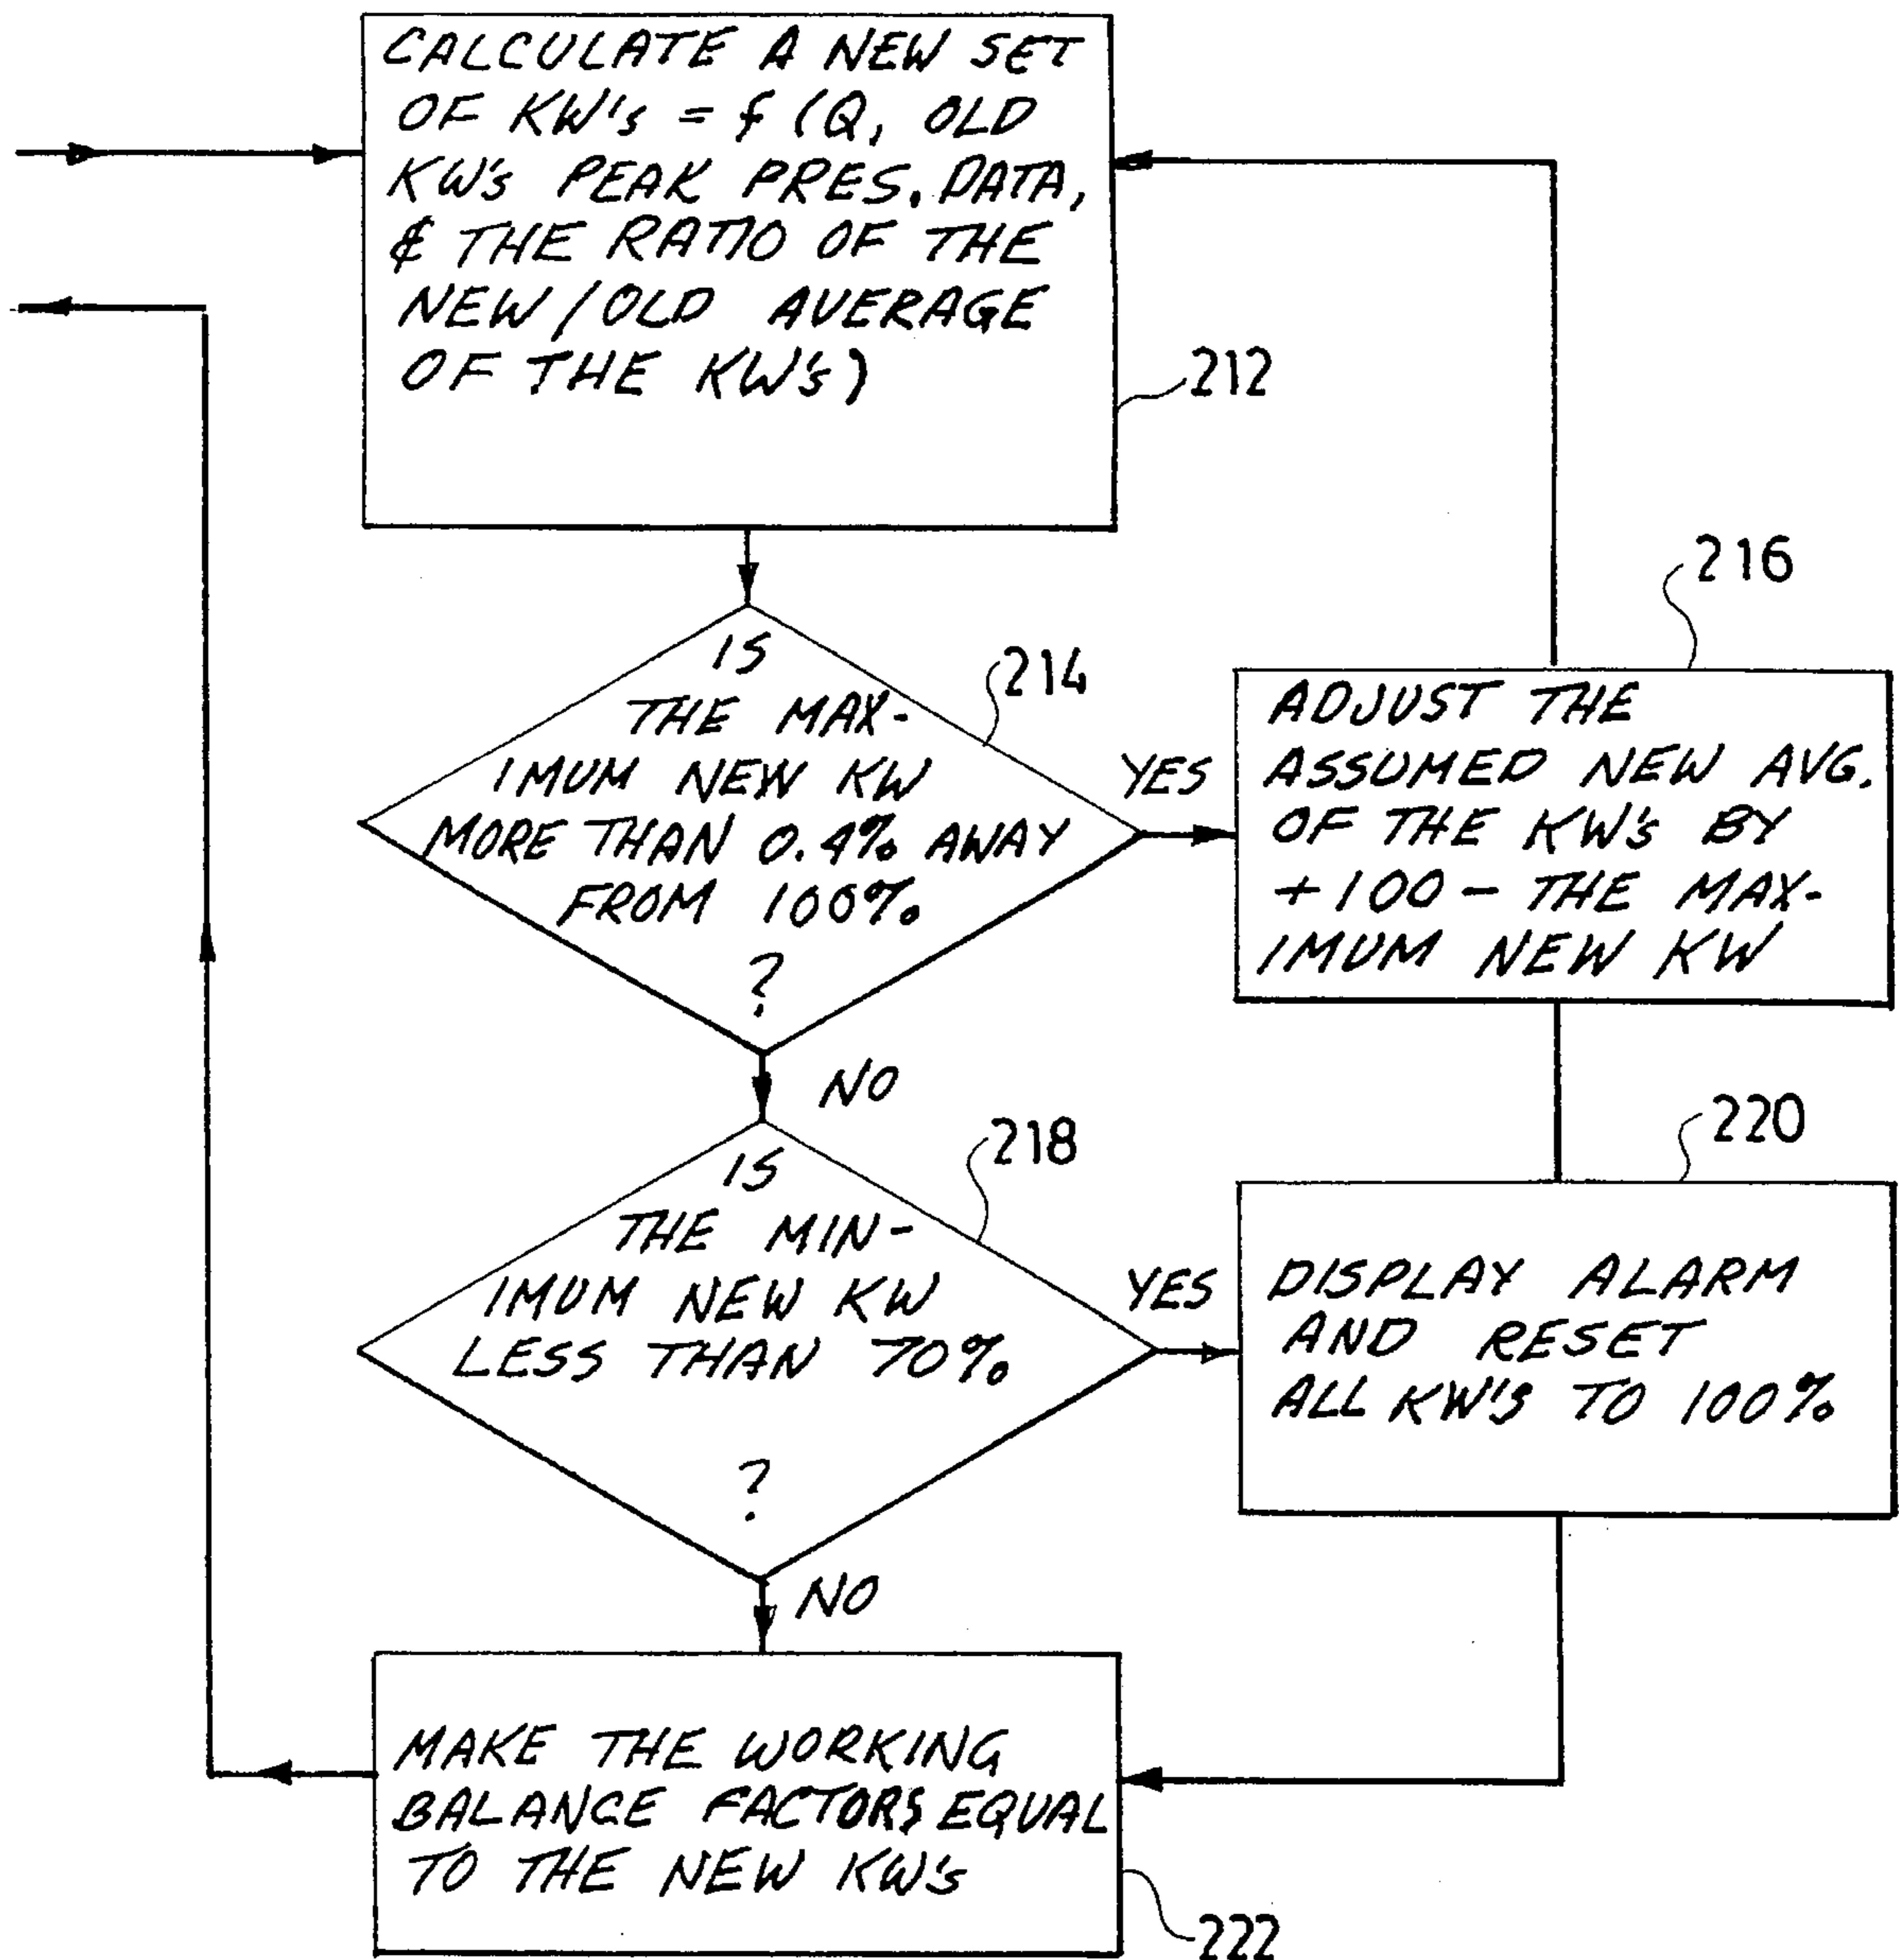 CALCULATE A NEW SET
OF KW's = f (Q, OLD
KW's PEAK PRES. DATA,
& THE RATIO OF THE
NEW / OLD AVERAGE
OF THE KW's)
212
IS
THE MAX-
IMUM NEW KW
MORE THAN 0.4% AWAY
FROM 100%
?
214
YES
NO
ADJUST THE
ASSUMED NEW AVG.
OF THE KW's BY
+100 - THE MAX-
IMUM NEW KW
216
IS
THE MIN-
IMUM NEW KW
LESS THAN 70%
?
218
YES
NO
DISPLAY ALARM
AND RESET
ALL KW'S TO 100%
220
MAKE THE WORKING
BALANCE FACTORS EQUAL
TO THE NEW KW's
222